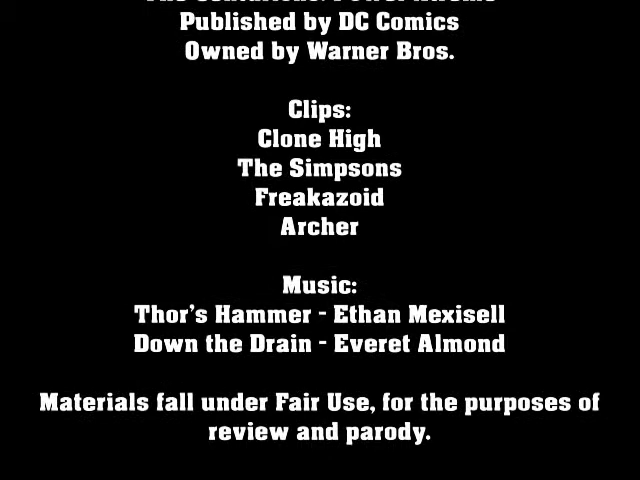 Published by DC Comics
Owned by Warner Bros.
Clips:
Clone High
The Simpsons
Freakazoid
Archer
Music:
Thor's Hammer - Ethan Mexisell
Down the Drain - Everet Almond
Materials fall under Fair Use, for the purposes of
review and parody.